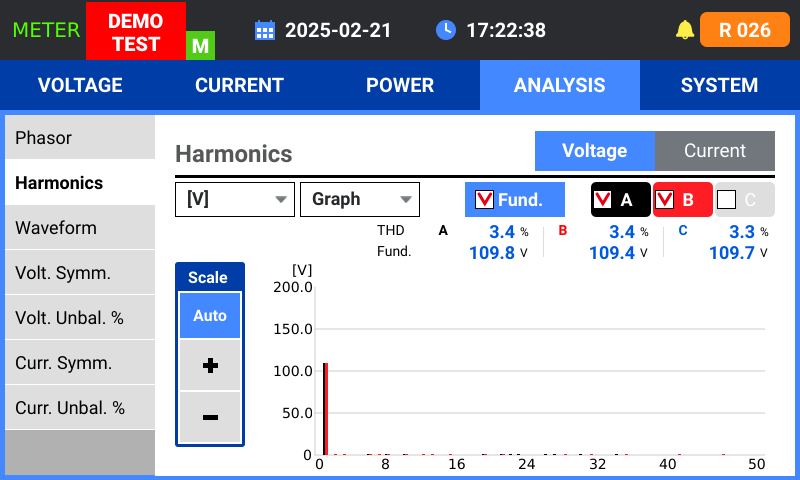 METER DEMO TEST M 2025-02-21 17:22:38 R 026
VOLTAGE CURRENT POWER ANALYSIS SYSTEM
Phasor
Harmonics
Waveform
Volt. Symm.
Volt. Unbal. %
Curr. Symm.
Curr. Unbal. %
Harmonics Voltage Current
[V] Graph Fund. A B C
THD A 3.4 % B 3.4 % C 3.3 %
Fund. 109.8 V 109.4 V 109.7 V
Scale
Auto
+
−
[V]
200.0
150.0
100.0
50.0
0
0 8 16 24 32 40 50